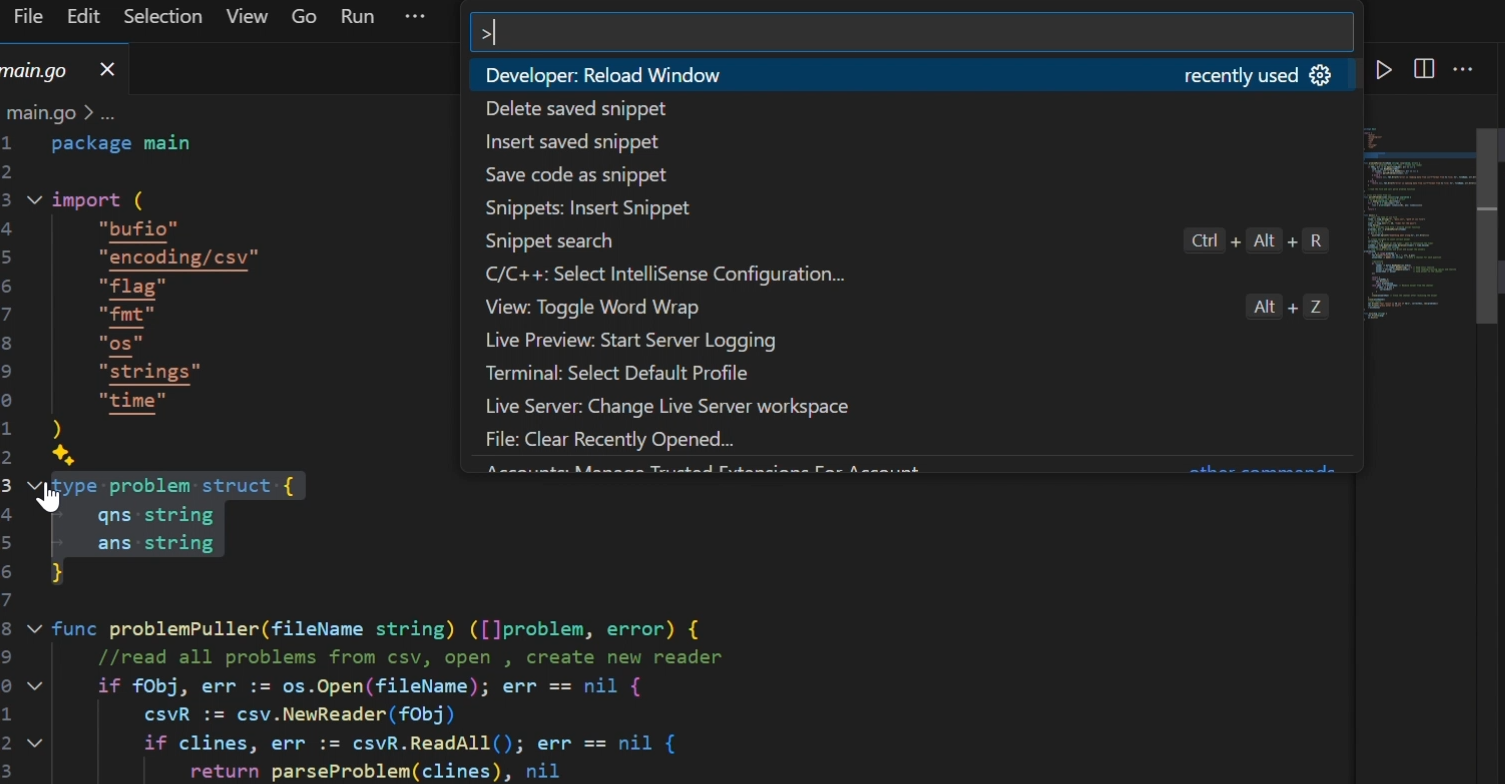 File Edit Selection View Go Run ...
>
main.go
Developer: Reload Window recently used
main.go > ...
Delete saved snippet
Insert saved snippet
Save code as snippet
Snippets: Insert Snippet
Snippet search Ctrl + Alt + R
C/C++: Select IntelliSense Configuration...
View: Toggle Word Wrap Alt + Z
Live Preview: Start Server Logging
Terminal: Select Default Profile
Live Server: Change Live Server workspace
File: Clear Recently Opened...
Accounts: Manage Trusted Extensions For Account other commands
1 package main
2
3 import (
4 "bufio"
5 "encoding/csv"
6 "flag"
7 "fmt"
8 "os"
9 "strings"
0 "time"
1 )
2
3 type problem struct {
4 qns string
5 ans string
6 }
7
8 func problemPuller(fileName string) ([]problem, error) {
9 //read all problems from csv, open , create new reader
0 if fObj, err := os.Open(fileName); err == nil {
1 csvR := csv.NewReader(fObj)
2 if clines, err := csvR.ReadAll(); err == nil {
3 return parseProblem(clines), nil